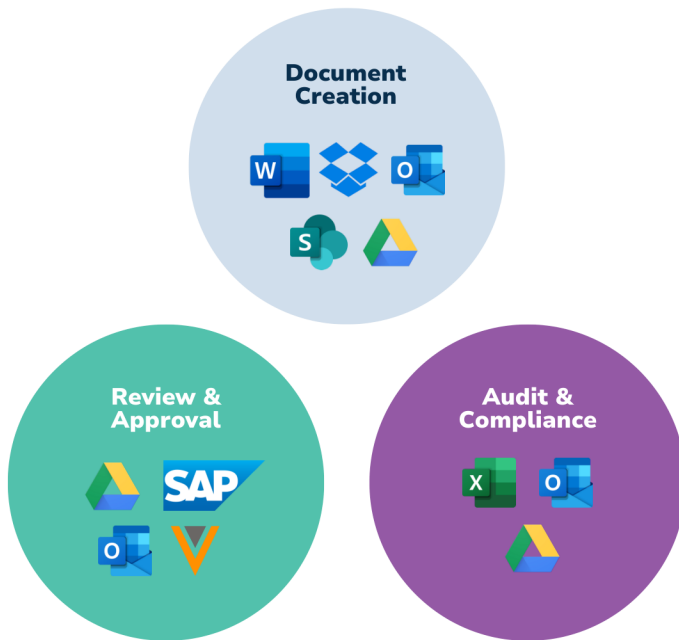 Document
Creation
W
O
S
Review &
Approval
SAP
O
Audit &
Compliance
X
O